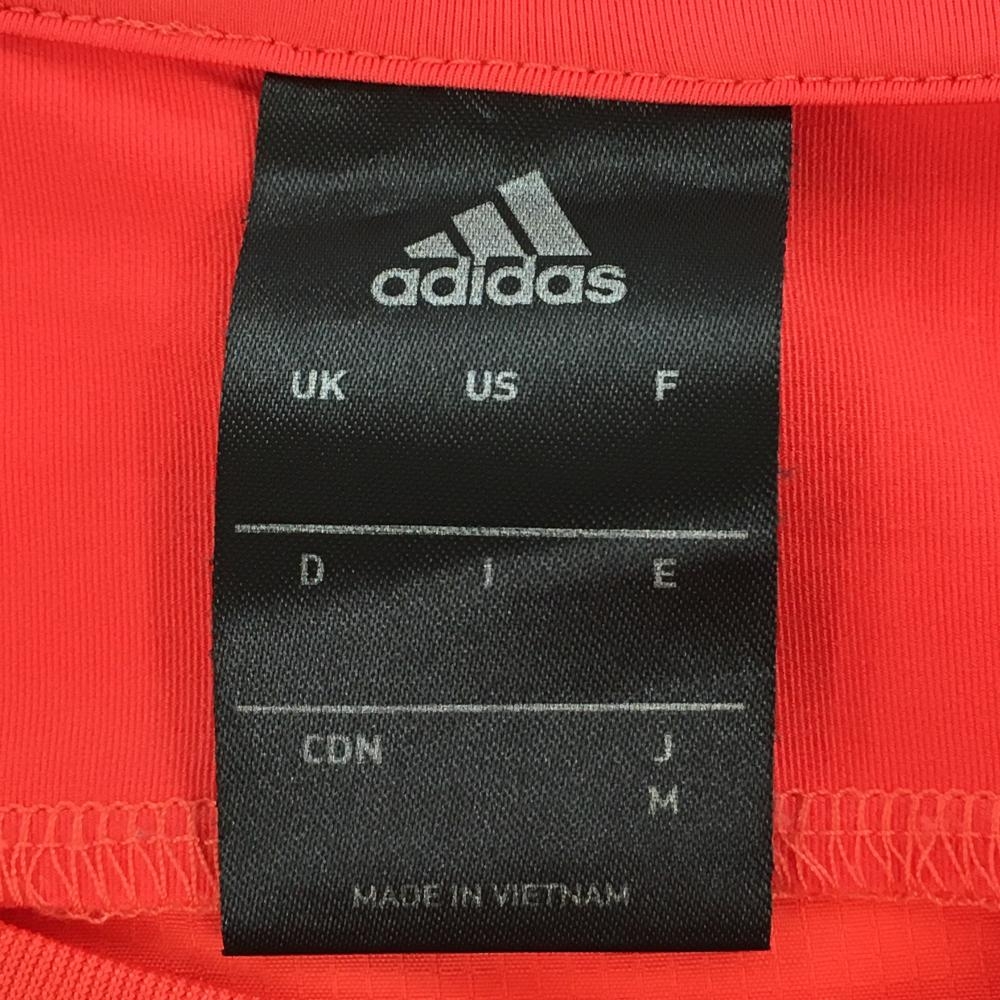 adidas
UK US F
D I E
CDN J
M
MADE IN VIETNAM